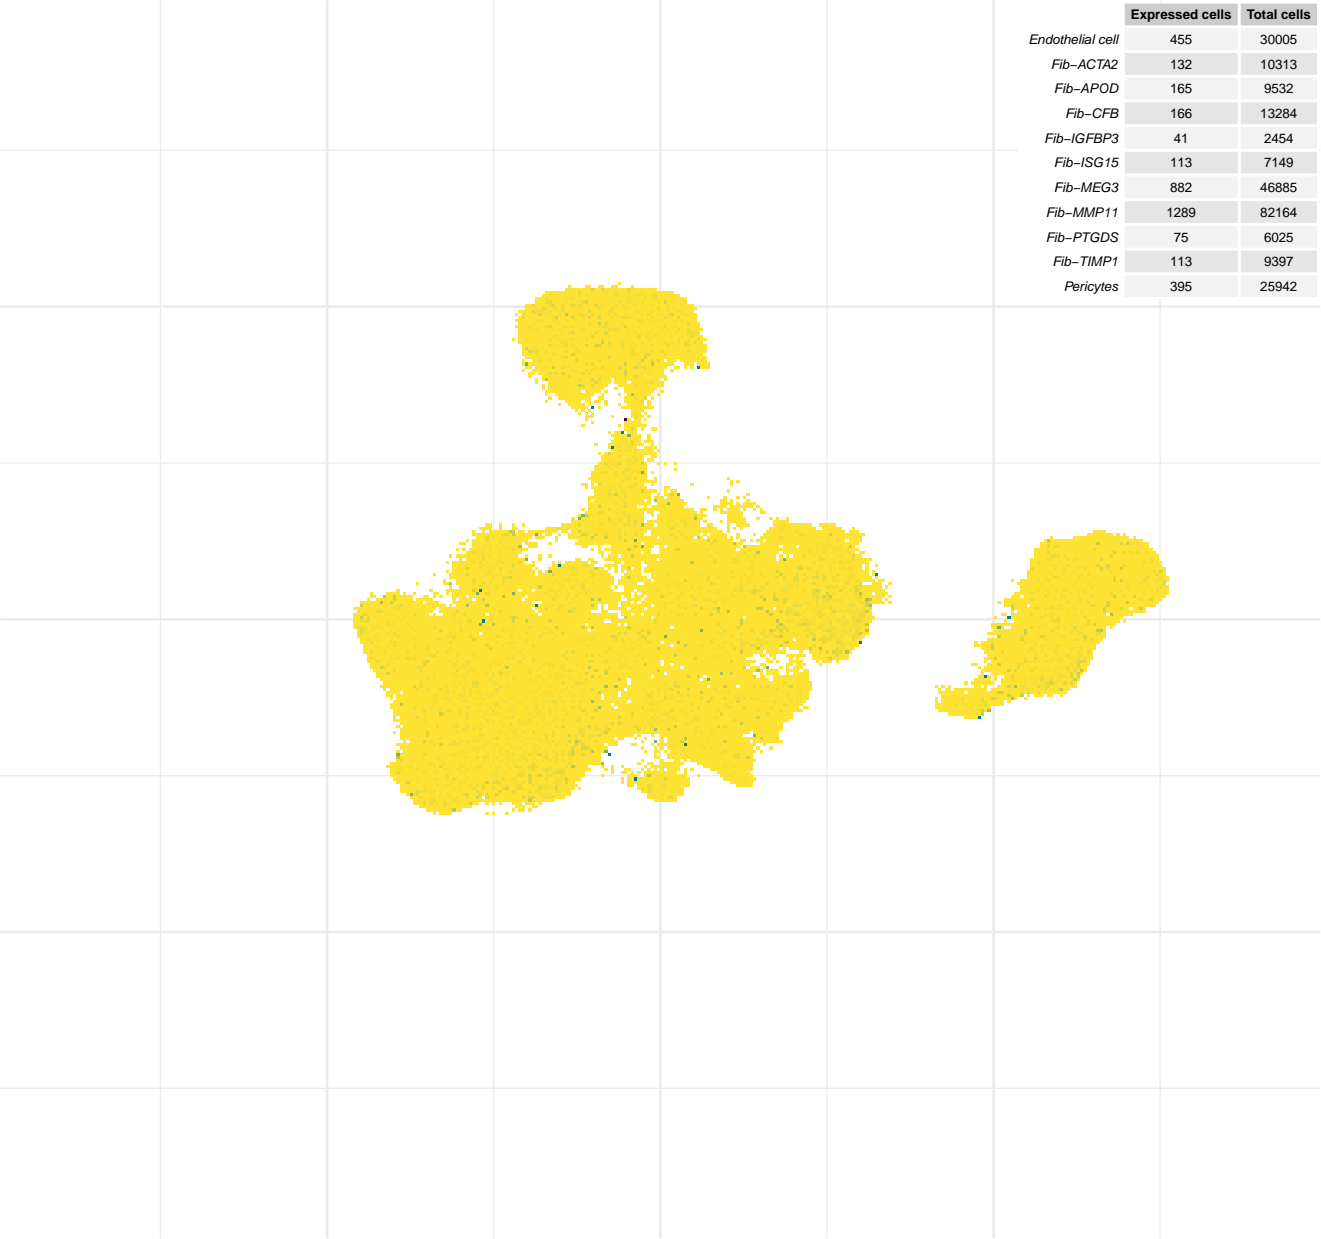 Expressed cells Total cells
Endothelial cell 455 30005
Fib−ACTA2 132 10313
Fib−APOD 165 9532
Fib−CFB 166 13284
Fib−IGFBP3 41 2454
Fib−ISG15 113 7149
Fib−MEG3 882 46885
Fib−MMP11 1289 82164
Fib−PTGDS 75 6025
Fib−TIMP1 113 9397
Pericytes 395 25942